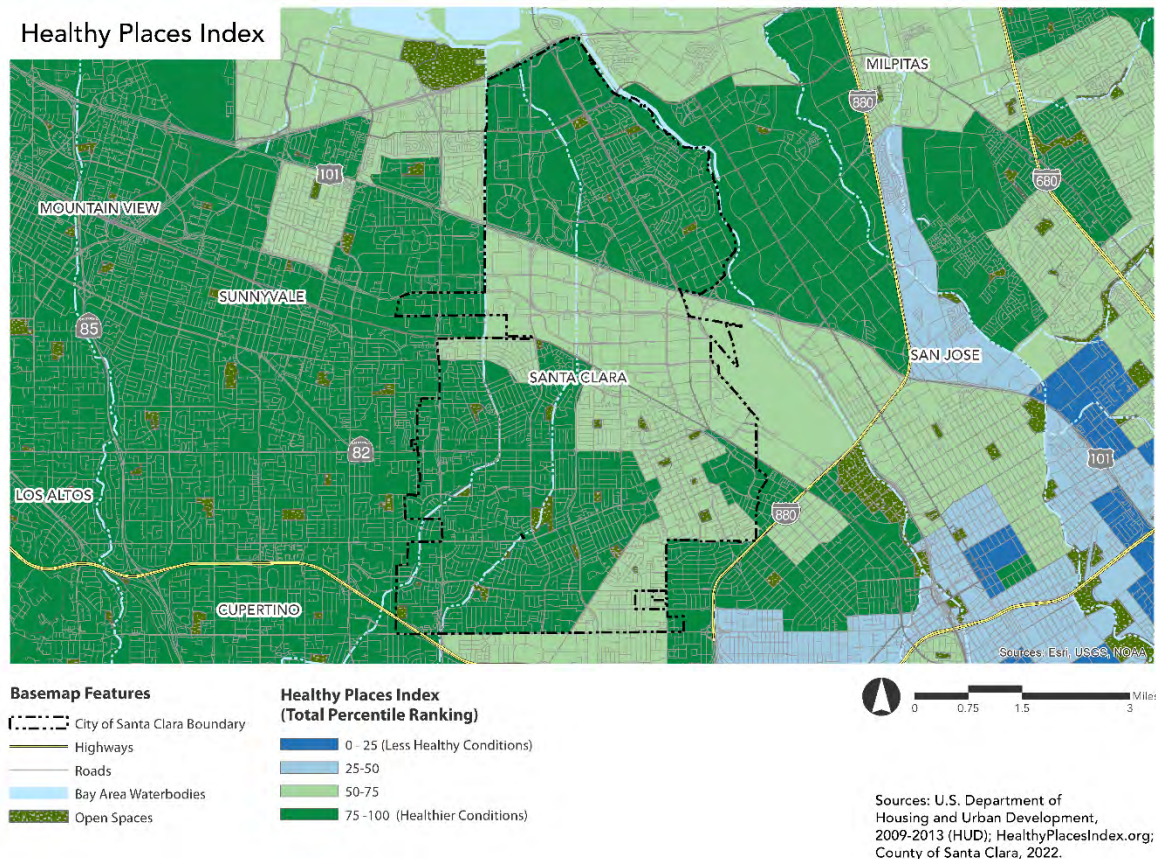 Healthy Places Index
MILPITAS
880
680
101
MOUNTAIN VIEW
SUNNYVALE
85
SAN JOSE
SANTA CLARA
82
101
LOS ALTOS
880
CUPERTINO
Sources: Esri, USGS, NOAA
Basemap Features
City of Santa Clara Boundary
Highways
Roads
Bay Area Waterbodies
Open Spaces
Healthy Places Index
(Total Percentile Ranking)
0 - 25 (Less Healthy Conditions)
25-50
50-75
75 -100 (Healthier Conditions)
Miles
0 0.75 1.5 3
Sources: U.S. Department of
Housing and Urban Development,
2009-2013 (HUD); HealthyPlacesIndex.org;
County of Santa Clara, 2022.